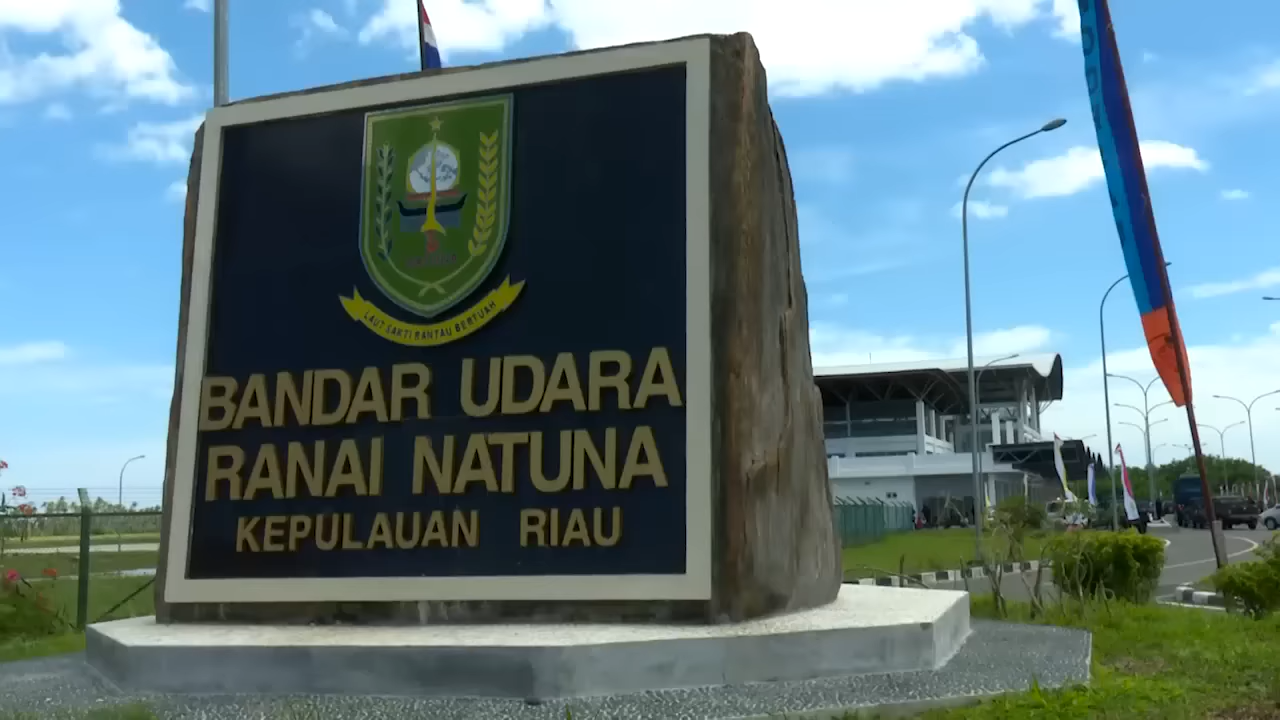 LAUT SAKTI RANTAU BERTUAH
BANDAR UDARA
RANAI NATUNA
KEPULAUAN RIAU